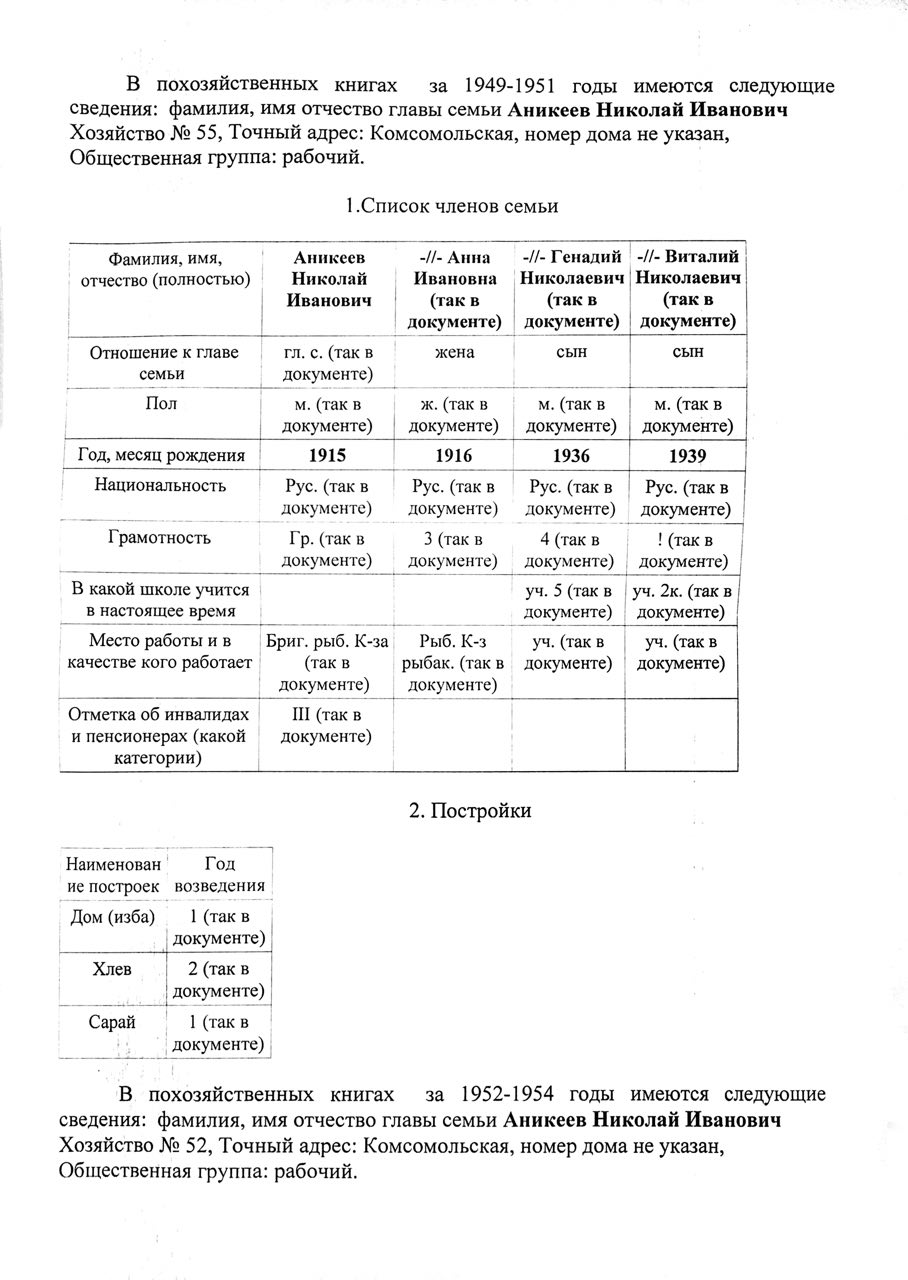 В похозяйственных книгах за 1949-1951 годы имеются следующие
сведения: фамилия, имя отчество главы семьи Аникеев Николай Иванович
Хозяйство № 55, Точный адрес: Комсомольская, номер дома не указан,
Общественная группа: рабочий.
1.Список членов семьи
Фамилия, имя, Аникеев -//- Анна -//- Генадий -//- Виталий
отчество (полностью) Николай Ивановна Николаевич Николаевич
Иванович (так в (так в (так в
документе) документе) документе)
Отношение к главе гл. с. (так в жена сын сын
семьи документе)
Пол м. (так в ж. (так в м. (так в м. (так в
документе) документе) документе) документе)
Год, месяц рождения 1915 1916 1936 1939
Национальность Рус. (так в Рус. (так в Рус. (так в Рус. (так в
документе) документе) документе) документе)
Грамотность Гр. (так в 3 (так в 4 (так в ! (так в
документе) документе) документе) документе)
В какой школе учится уч. 5 (так в уч. 2к. (так в
в настоящее время документе) документе)
Место работы и в Бриг. рыб. К-за Рыб. К-з уч. (так в уч. (так в
качестве кого работает (так в рыбак. (так в документе) документе)
документе) документе)
Отметка об инвалидах III (так в
и пенсионерах (какой документе)
категории)
2. Постройки
Наименован Год
ие построек возведения
Дом (изба) 1 (так в
документе)
Хлев 2 (так в
документе)
Сарай 1 (так в
документе)
В похозяйственных книгах за 1952-1954 годы имеются следующие
сведения: фамилия, имя отчество главы семьи Аникеев Николай Иванович
Хозяйство № 52, Точный адрес: Комсомольская, номер дома не указан,
Общественная группа: рабочий.